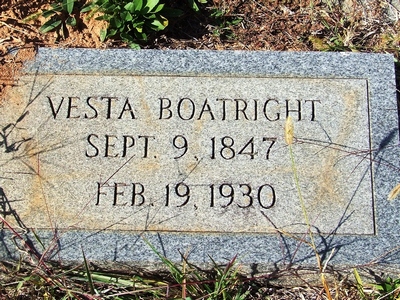 VESTA BOATRIGHT
SEPT. 9, 1847
FEB. 19, 1930